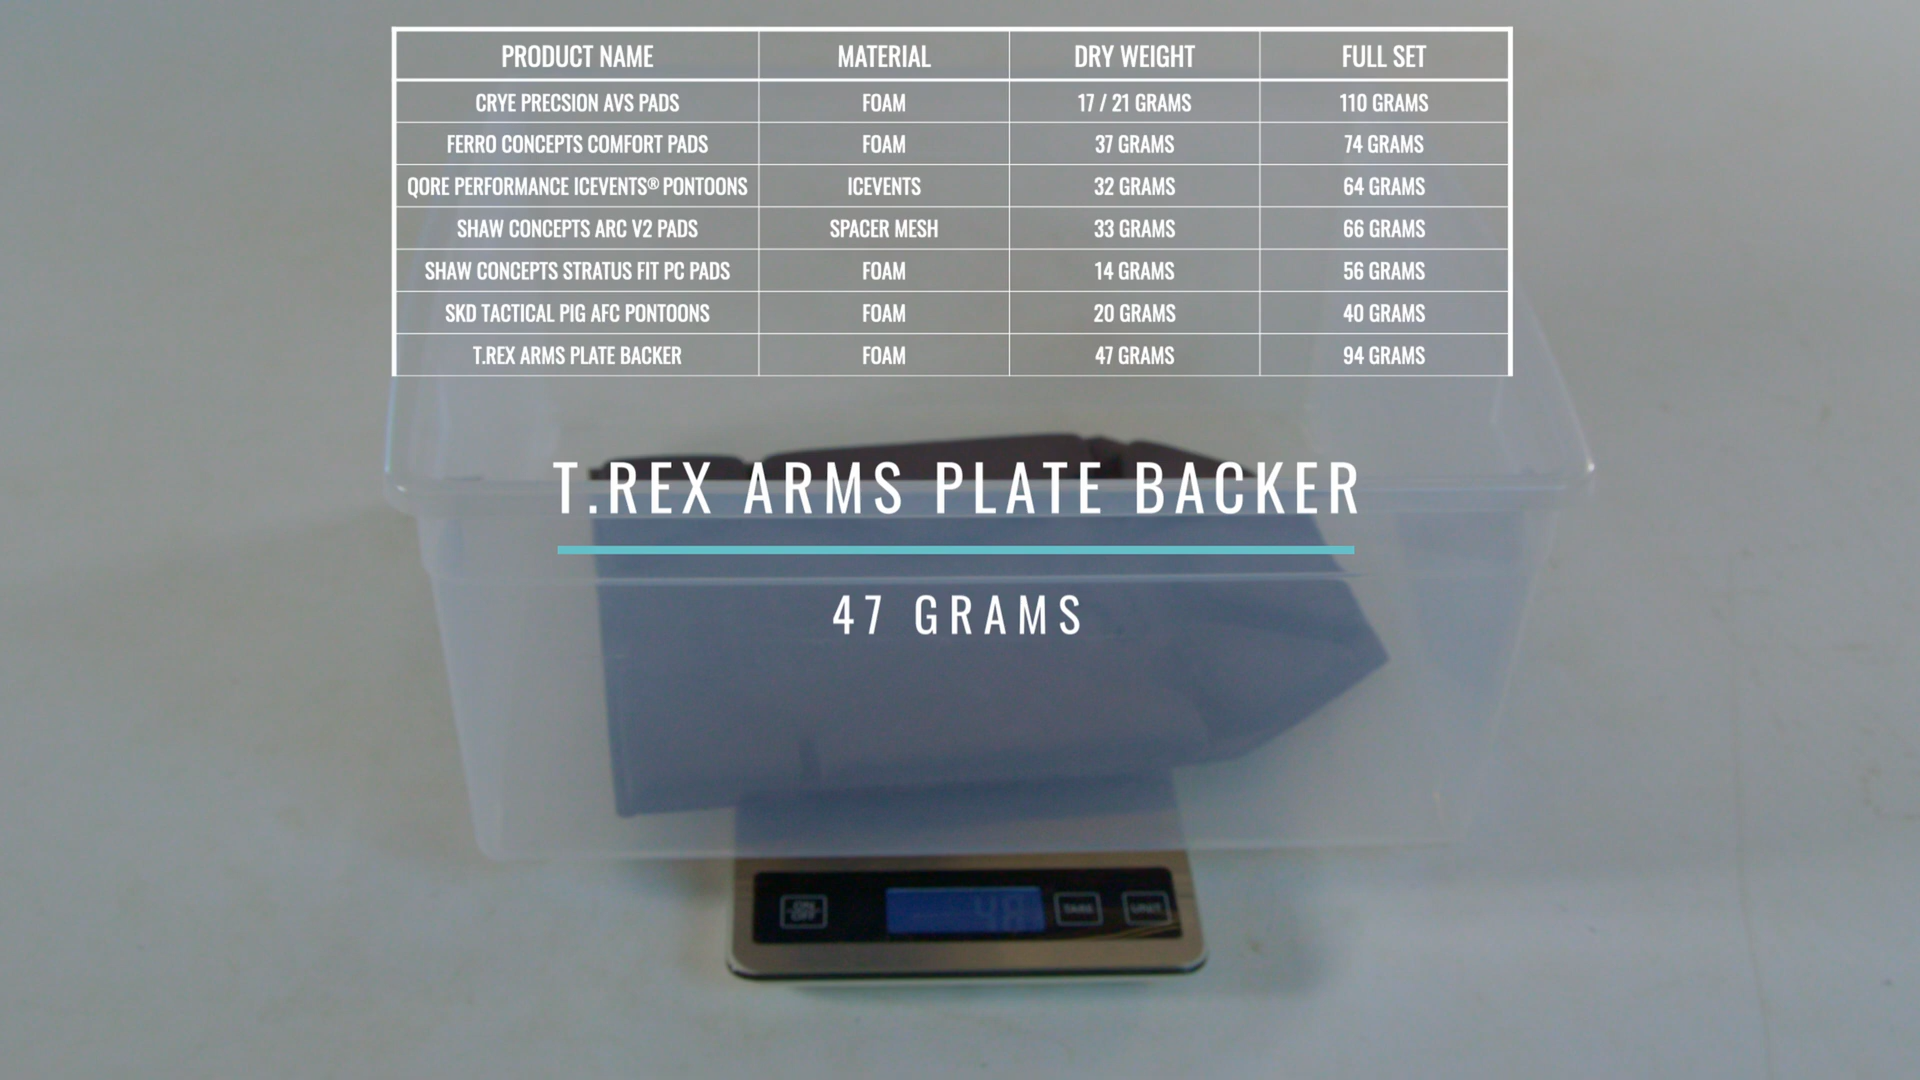 PRODUCT NAME MATERIAL DRY WEIGHT FULL SET
CRYE PRECSION AVS PADS FOAM 17 / 21 GRAMS 110 GRAMS
FERRO CONCEPTS COMFORT PADS FOAM 37 GRAMS 74 GRAMS
QORE PERFORMANCE ICEVENTS® PONTOONS ICEVENTS 32 GRAMS 64 GRAMS
SHAW CONCEPTS ARC V2 PADS SPACER MESH 33 GRAMS 66 GRAMS
SHAW CONCEPTS STRATUS FIT PC PADS FOAM 14 GRAMS 56 GRAMS
SKD TACTICAL PIG AFC PONTOONS FOAM 20 GRAMS 40 GRAMS
T.REX ARMS PLATE BACKER FOAM 47 GRAMS 94 GRAMS
T.REX ARMS PLATE BACKER
47 GRAMS
ON
OFF
TARE
UNIT